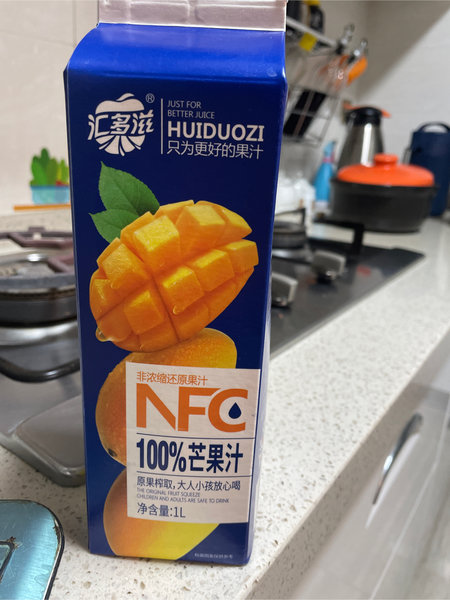 汇多滋®
JUST FOR
BETTER JUICE
HUIDUOZI
只为更好的果汁
非浓缩还原果汁
NFC
100%芒果汁
原果榨取,大人小孩放心喝
THE ORIGINAL FRUIT SQUEEZE
CHILDREN AND ADULTS ARE SAFE TO DRINK
净含量:1L